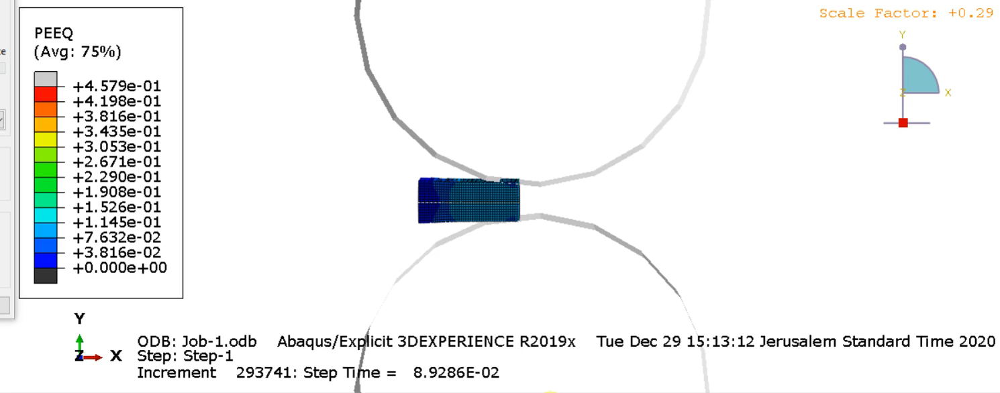 Scale Factor: +0.29
PEEQ
(Avg: 75%)
+4.579e-01
+4.198e-01
+3.816e-01
+3.435e-01
+3.053e-01
+2.671e-01
+2.290e-01
+1.908e-01
+1.526e-01
+1.145e-01
+7.632e-02
+3.816e-02
+0.000e+00
Y
Z X
Y
Z X
ODB: Job-1.odb Abaqus/Explicit 3DEXPERIENCE R2019x Tue Dec 29 15:13:12 Jerusalem Standard Time 2020
Step: Step-1
Increment 293741: Step Time = 8.9286E-02